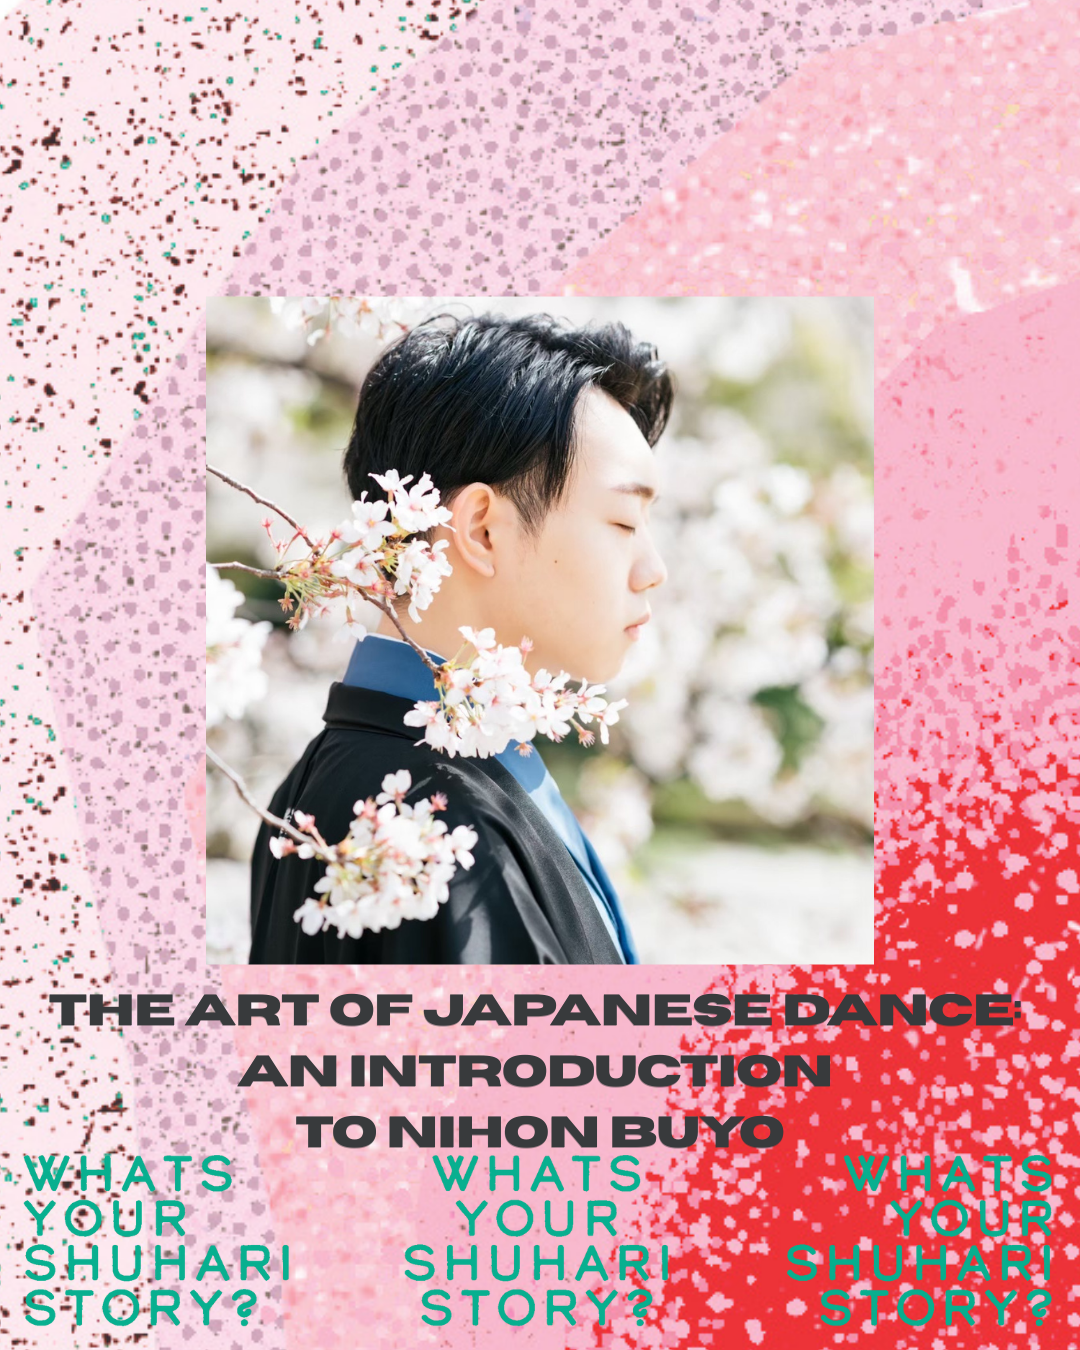 THE ART OF JAPANESE DANCE:
AN INTRODUCTION
TO NIHON BUYO
WHATS
YOUR
SHUHARI
STORY?
WHATS
YOUR
SHUHARI
STORY?
WHATS
YOUR
SHUHARI
STORY?